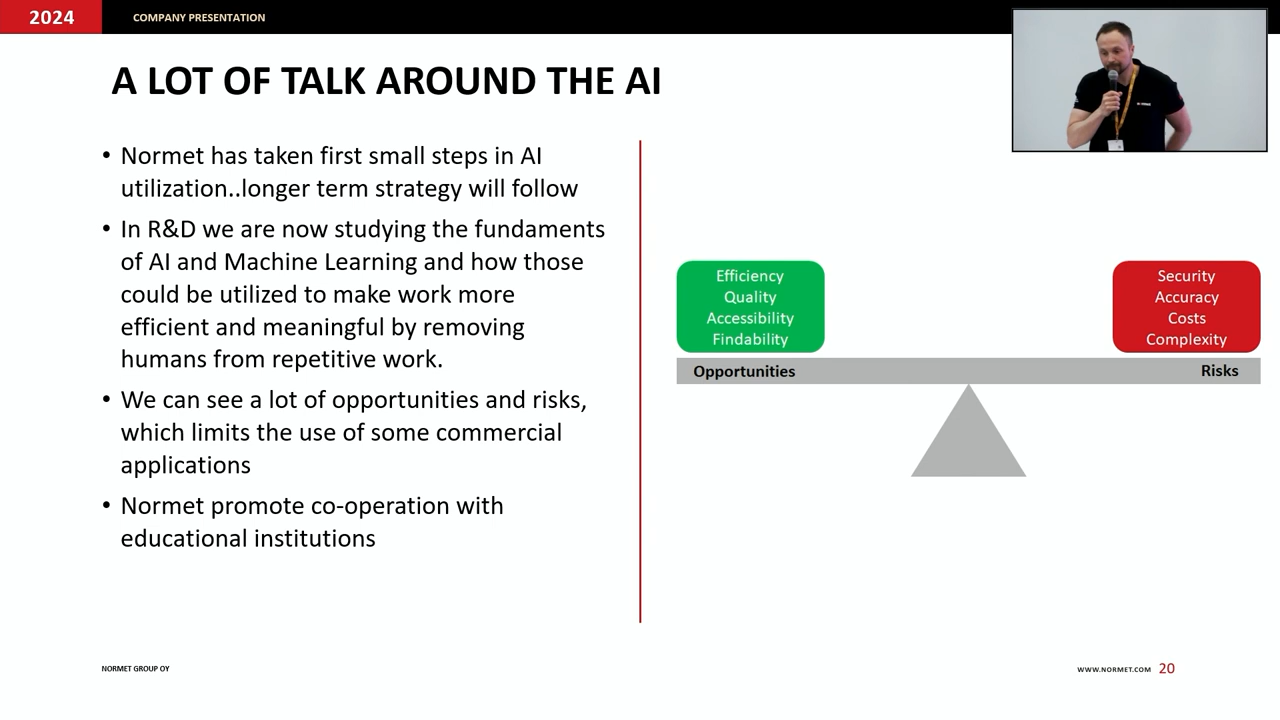 2024
COMPANY PRESENTATION
A LOT OF TALK AROUND THE AI
• Normet has taken first small steps in AI
utilization..longer term strategy will follow
• In R&D we are now studying the fundaments
of AI and Machine Learning and how those
could be utilized to make work more
efficient and meaningful by removing
humans from repetitive work.
• We can see a lot of opportunities and risks,
which limits the use of some commercial
applications
• Normet promote co-operation with
educational institutions
Efficiency
Quality
Accessibility
Findability
Security
Accuracy
Costs
Complexity
Opportunities
Risks
NORMET GROUP OY
WWW.NORMET.COM 20